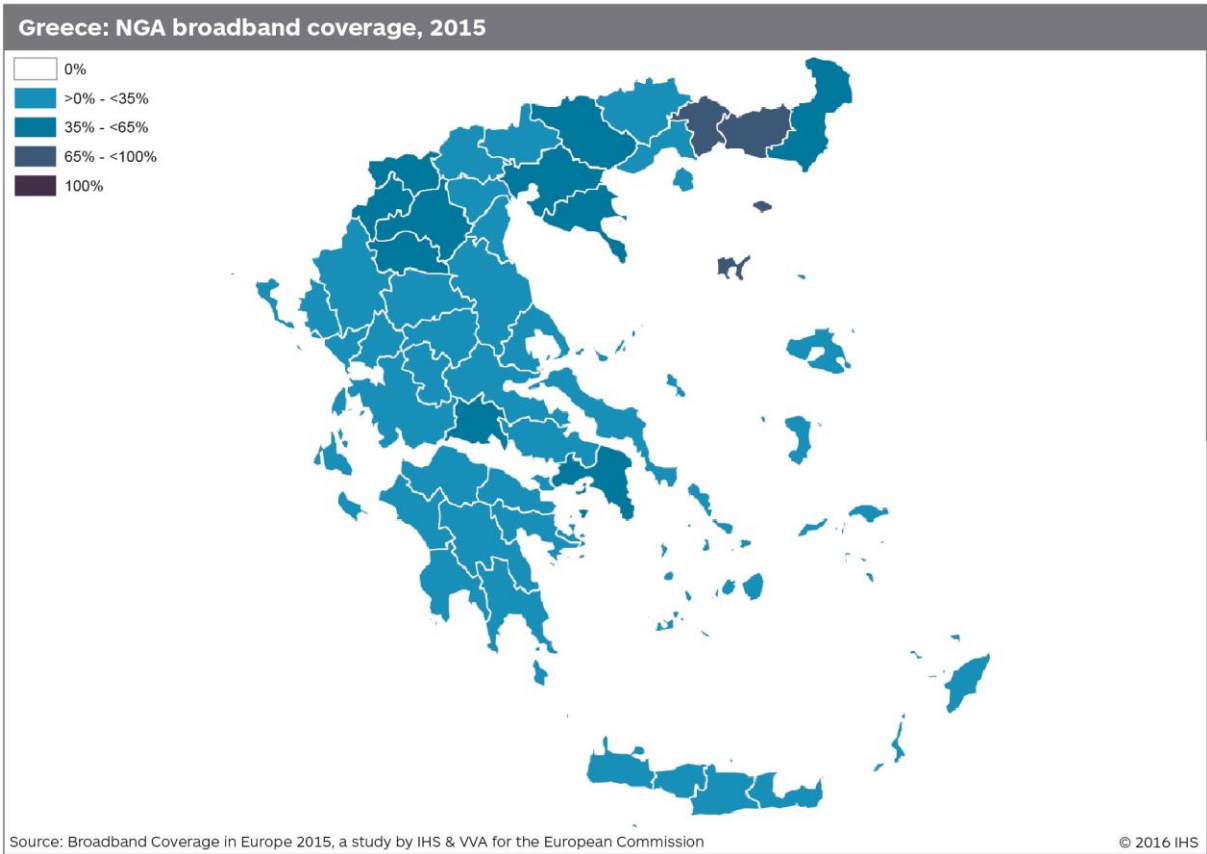 Greece: NGA broadband coverage, 2015
0%
>0% - <35%
35% - <65%
65% - <100%
100%
Source: Broadband Coverage in Europe 2015, a study by IHS & VVA for the European Commission
© 2016 IHS